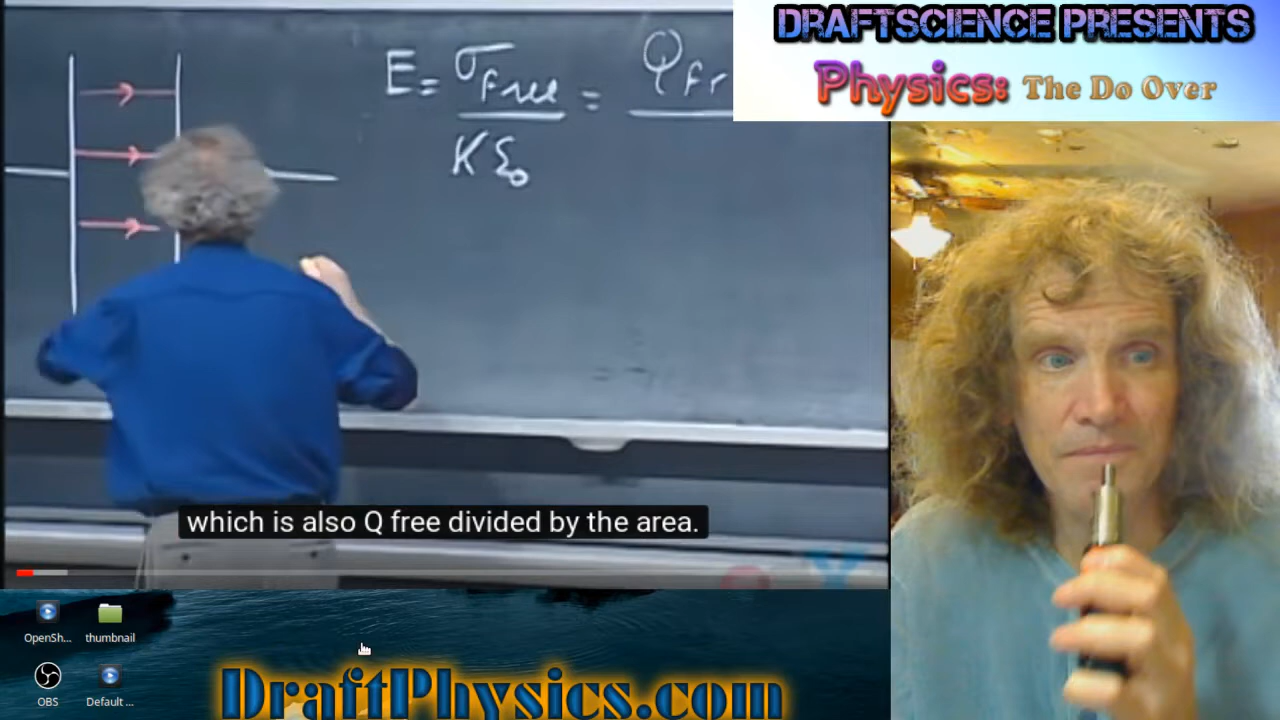 DRAFTSCIENCE PRESENTS
Physics: The Do Over
E = σfree = Qfr
Kε₀
which is also Q free divided by the area.
OpenSh...
thumbnail
OBS
Default ...
DraftPhysics.com